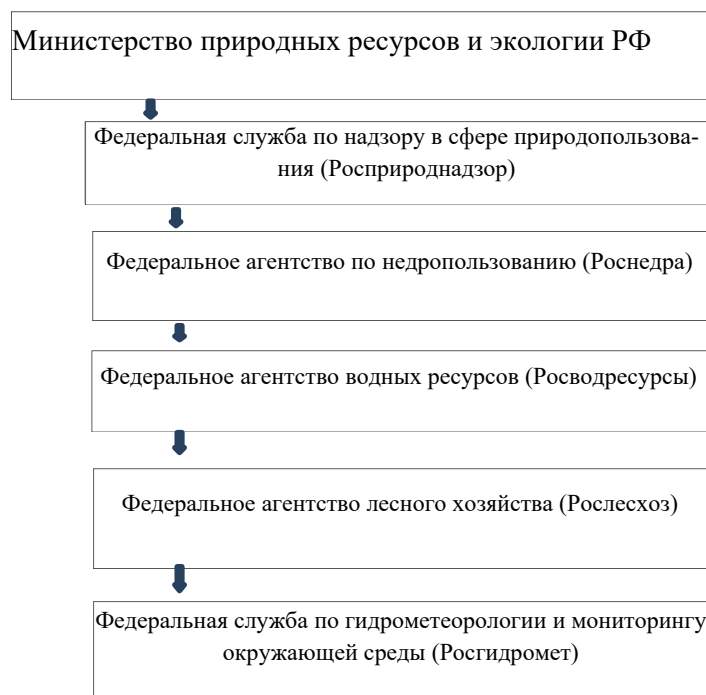 Министерство природных ресурсов и экологии РФ
Федеральная служба по надзору в сфере природопользова-
ния (Росприроднадзор)
Федеральное агентство по недропользованию (Роснедра)
Федеральное агентство водных ресурсов (Росводресурсы)
Федеральное агентство лесного хозяйства (Рослесхоз)
Федеральная служба по гидрометеорологии и мониторингу
окружающей среды (Росгидромет)